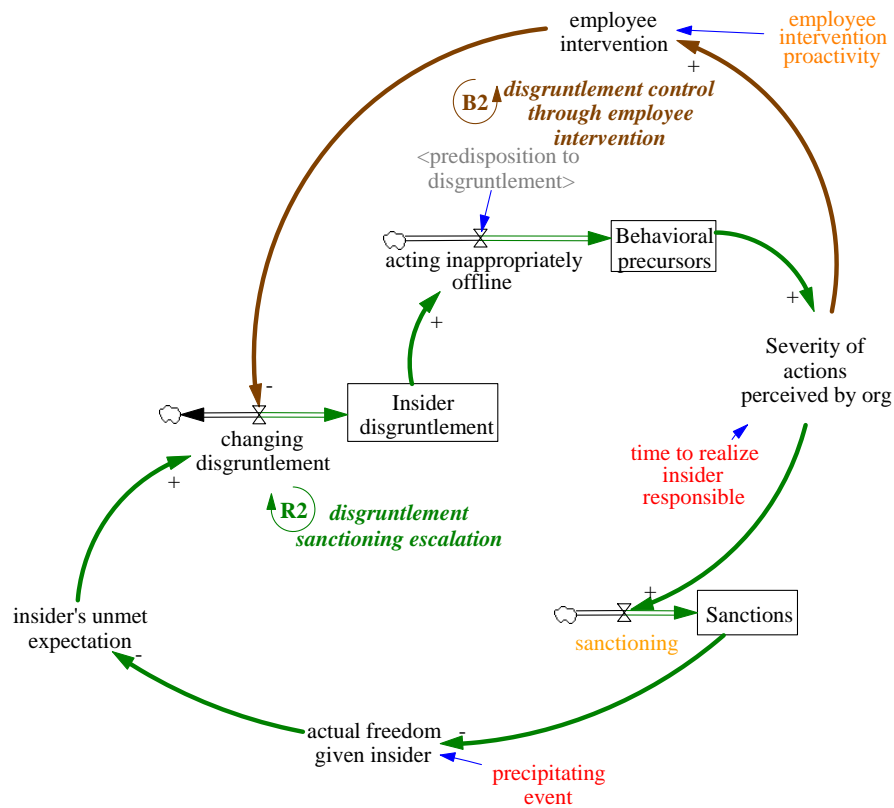 employee
intervention
employee
intervention
proactivity
+
B2
disgruntlement control
through employee
intervention
<predisposition to
disgruntlement>
Behavioral
precursors
acting inappropriately
offline
+
+
Severity of
actions
perceived by org
-
Insider
disgruntlement
changing
disgruntlement
+
time to realize
insider
responsible
R2
disgruntlement
sanctioning escalation
+
Sanctions
sanctioning
insider's unmet
expectation
-
actual freedom
given insider
-
precipitating
event